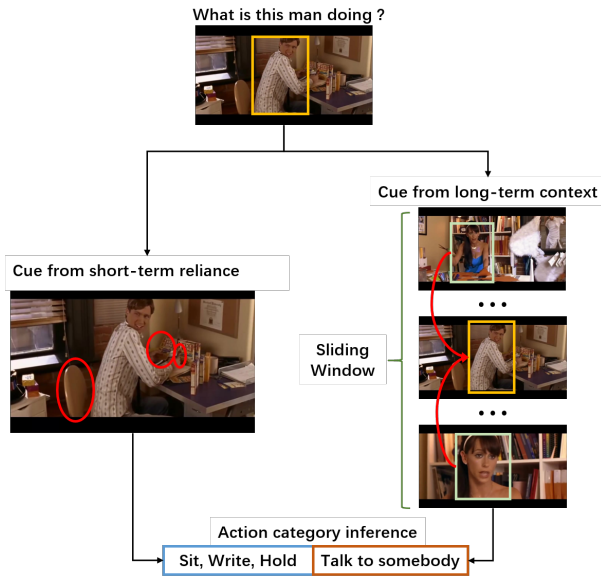 What is this man doing ?
Cue from long-term context
Cue from short-term reliance
• • •
Sliding
Window
• • •
Action category inference
Sit, Write, Hold
Talk to somebody